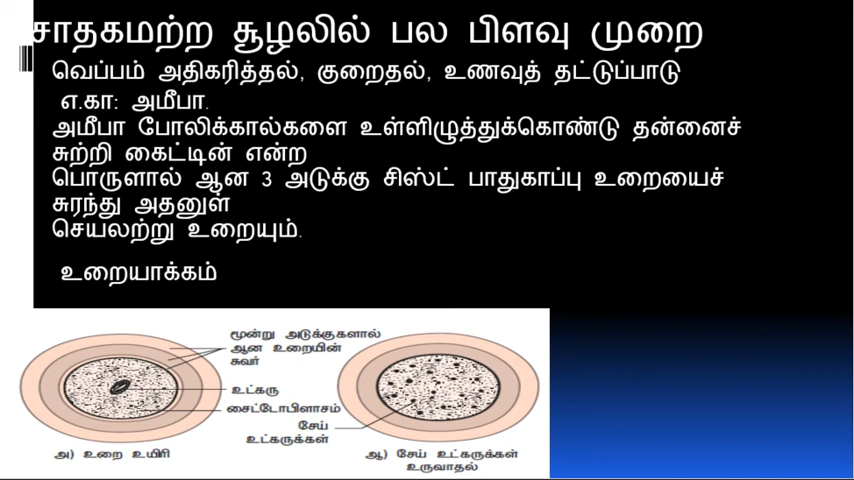 சாதகமற்ற சூழலில் பல பிளவு முறை
வெப்பம் அதிகரித்தல், குறைதல், உணவுத் தட்டுப்பாடு
எ.கா: அமீபா.
அமீபா போலிக்கால்களை உள்ளிழுத்துக்கொண்டு தன்னைச்
சுற்றி கைட்டின் என்ற
பொருளால் ஆன 3 அடுக்கு சிஸ்ட் பாதுகாப்பு உறையைச்
சுரந்து அதனுள்
செயலற்று உறையும்.
உறையாக்கம்
மூன்று அடுக்குகளால்
ஆன உறையின்
சுவர்
உட்கரு
சைட்டோபிளாசம்
சேய்
உட்கருக்கள்
அ) உறை உயிரி
ஆ) சேய் உட்கருக்கள்
உருவாதல்